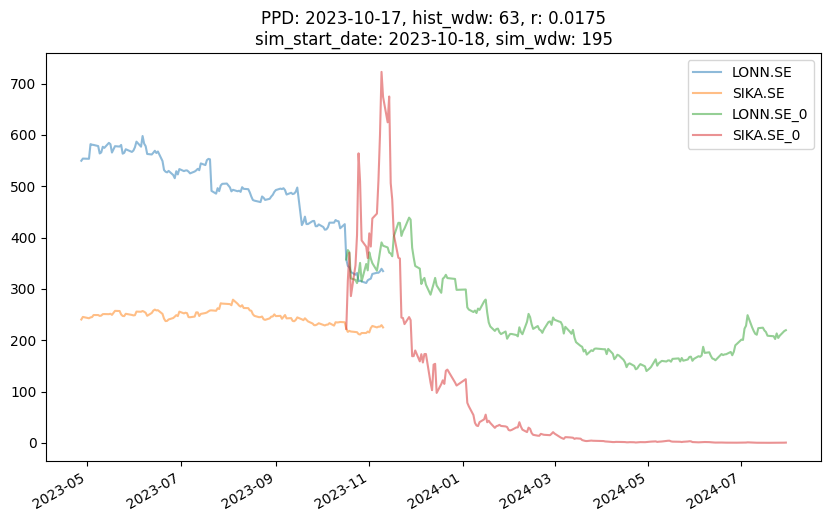 PPD: 2023-10-17, hist_wdw: 63, r: 0.0175
sim_start_date: 2023-10-18, sim_wdw: 195
LONN.SE
SIKA.SE
LONN.SE_0
SIKA.SE_0
700
600
500
400
300
200
100
0
2023-05
2023-07
2023-09
2023-11
2024-01
2024-03
2024-05
2024-07